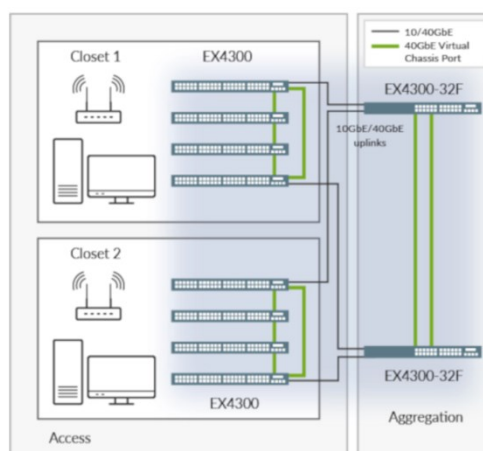 10/40GbE
40GbE Virtual
Chassis Port
Closet 1
EX4300
EX4300-32F
10GbE/40GbE
uplinks
Closet 2
EX4300
EX4300-32F
Aggregation
Access